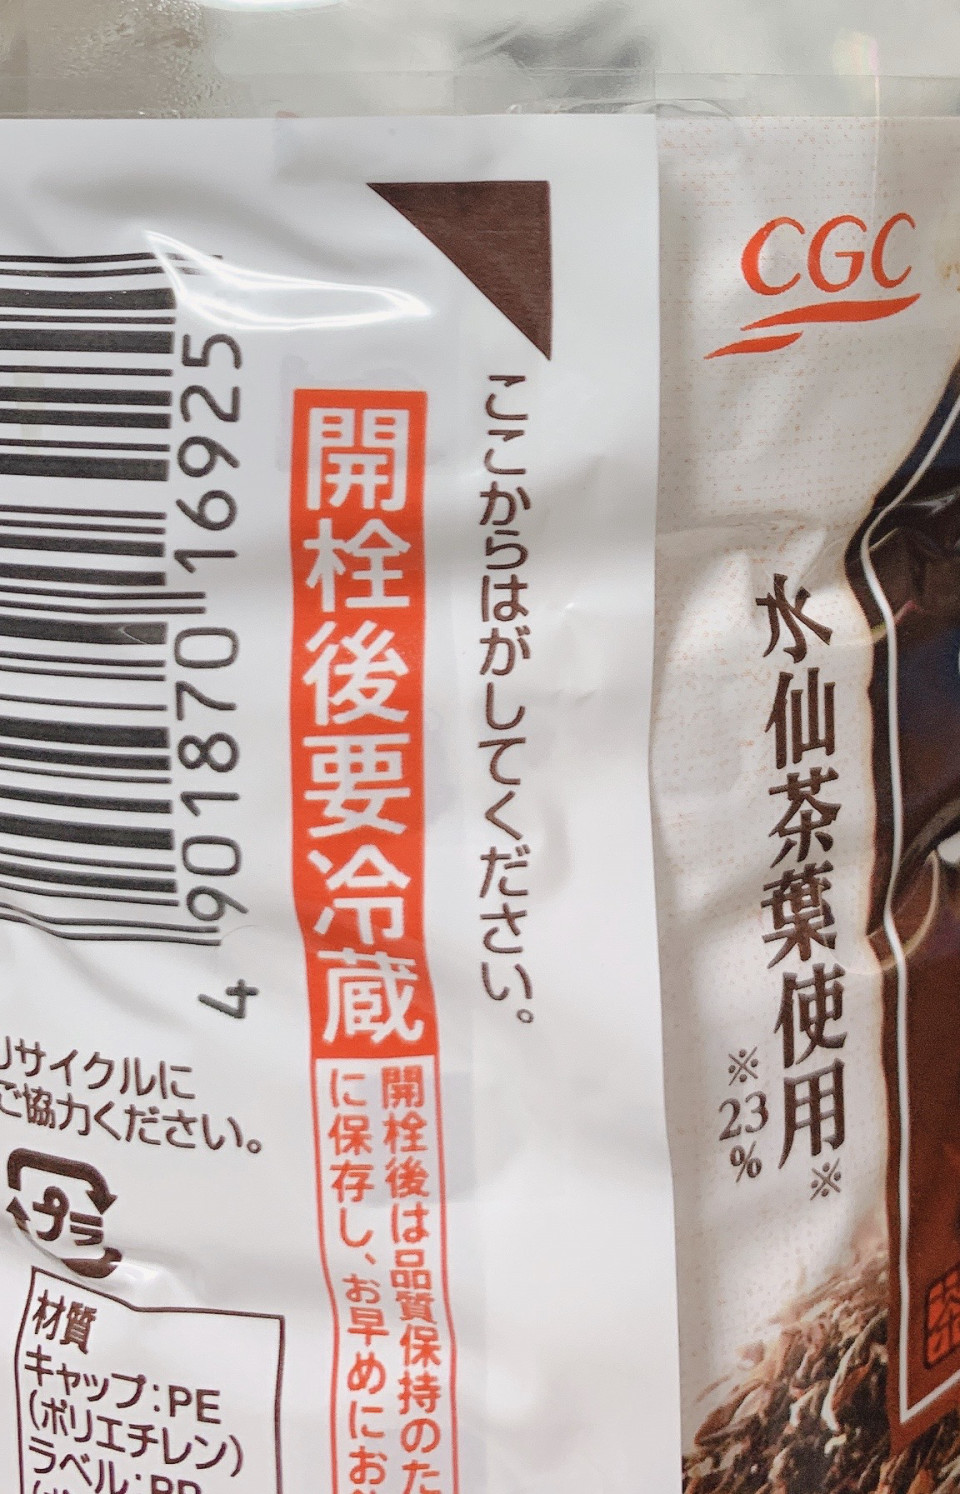 CGC
水仙茶葉使用※
※23%
ここからはがしてください。
開栓後要冷蔵
開栓後は品質保持のた
に保存し、お早めにお
4 901870 169251
リサイクルに
ご協力ください。
プラ
材質
キャップ:PE
(ポリエチレン)
ラベル:PP
茶